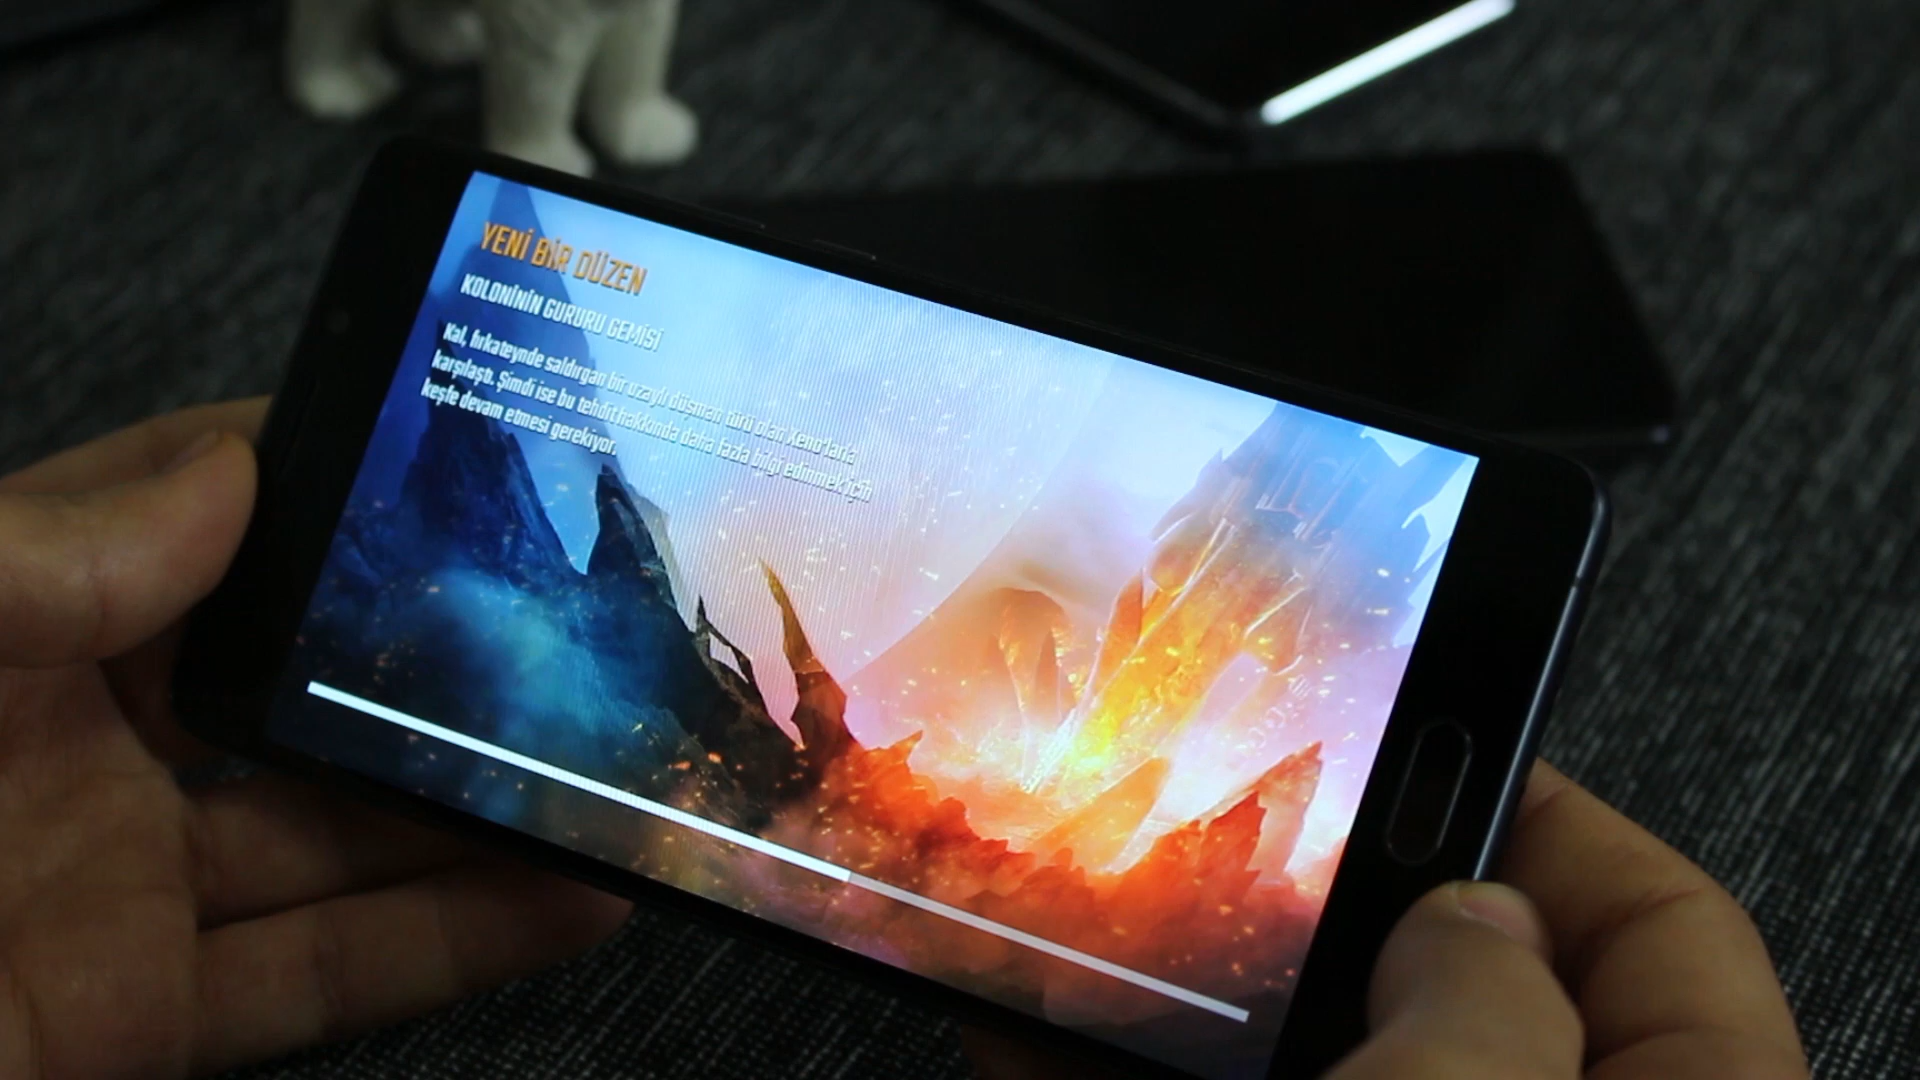 YENİ BİR DÜZEN
KOLONİNİN GURURU GEMİSİ
Kal, fırkateynde saldırgan bir uzaylı düşman türü olan Xeno'larla
karşılaştı. Şimdi ise bu tehdit hakkında daha fazla bilgi edinmek için
keşfe devam etmesi gerekiyor.